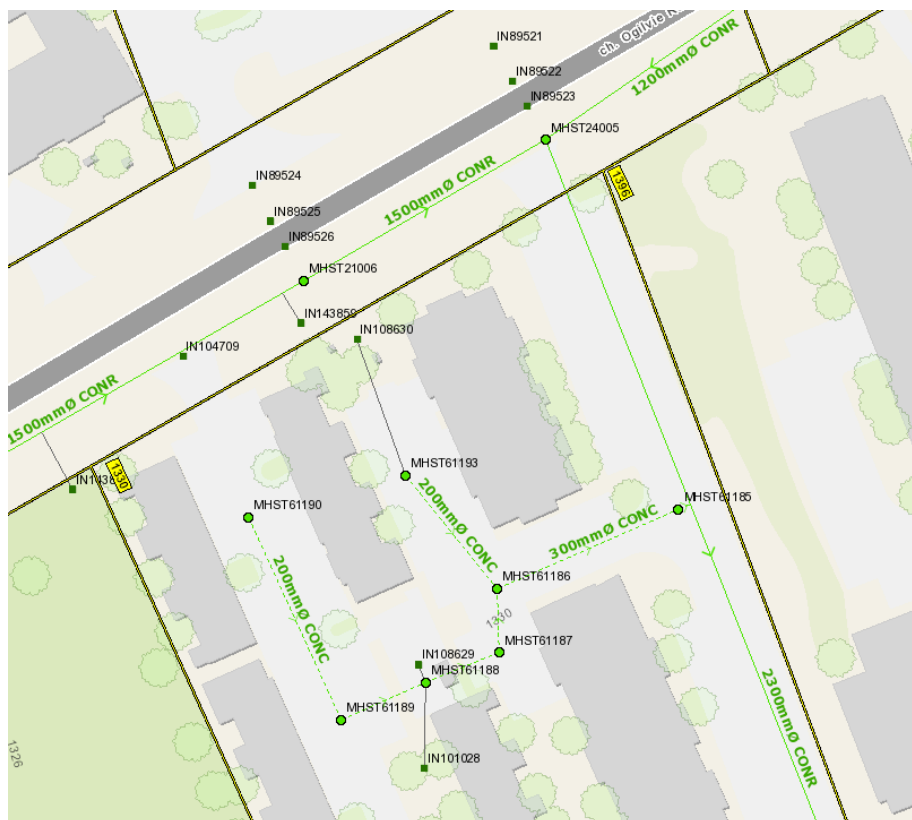 IN89521
ch. Ogilvie
1200mmØ CONR
IN89522
IN89523
MHST24005
IN89524
1396
1500mmØ CONR
IN89525
IN89526
MHST21006
IN143859
IN108630
IN104709
1500mmØ CONR
1330
MHST61193
MHST61190
200mmØ CONC
MHST61185
300mmØ CONC
200mmØ CONC
MHST61186
1330
MHST61187
IN108629
MHST61188
2300mmØ CONR
MHST61189
1326
IN101028